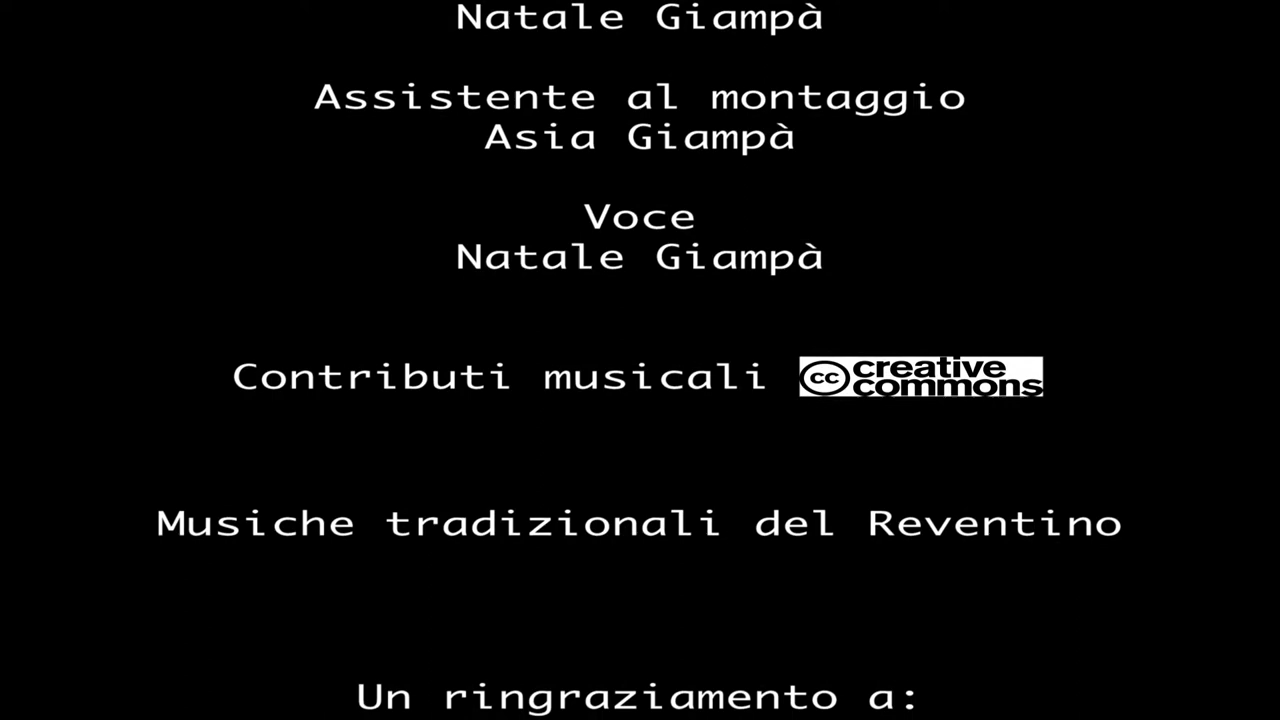 Natale Giampà
Assistente al montaggio
Asia Giampà
Voce
Natale Giampà
Contributi musicali cc creative commons
Musiche tradizionali del Reventino
Un ringraziamento a: